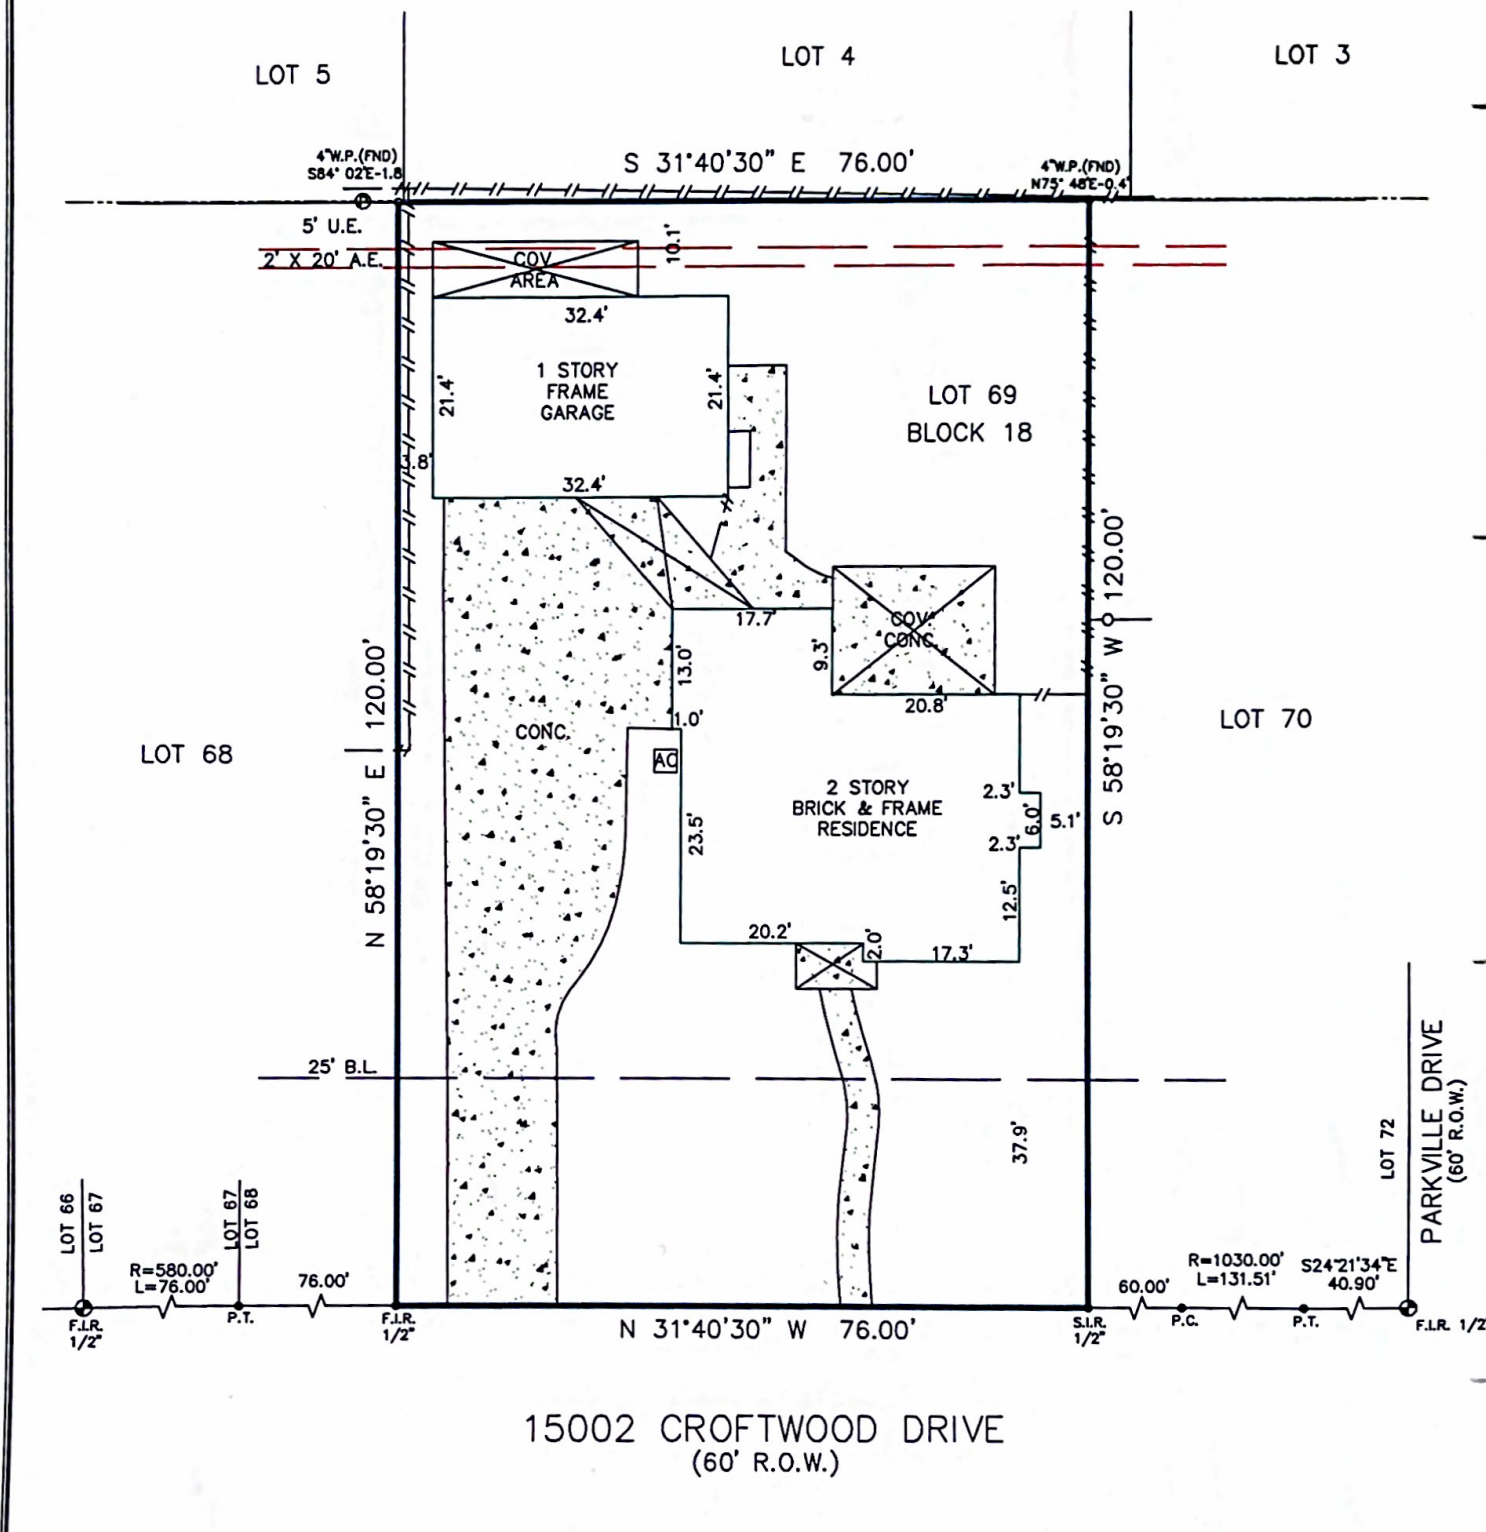 LOT 5
LOT 4
LOT 3
4"W.P.(FND)
S84° 02'E-1.8'
S 31°40'30" E 76.00'
4"W.P.(FND)
N75° 48'E-0.4'
5' U.E.
2' X 20' A.E.
10.1'
COV
AREA
32.4'
1 STORY
FRAME
GARAGE
21.4'
21.4'
LOT 69
BLOCK 18
3.8'
32.4'
S 58°19'30" W 120.00'
17.7'
COV
CONC.
9.3'
13.0'
20.8'
1.0'
N 58°19'30" E 120.00'
CONC.
LOT 70
LOT 68
AC
2 STORY
BRICK & FRAME
RESIDENCE
2.3'
6.0'
5.1'
2.3'
23.5'
12.5'
20.2'
2.0'
17.3'
25' B.L.
37.9'
LOT 72
PARKVILLE DRIVE
(60' R.O.W.)
LOT 66
LOT 67
LOT 67
LOT 68
R=580.00'
L=76.00'
76.00'
60.00'
R=1030.00'
L=131.51'
S24°21'34"E
40.90'
F.I.R.
1/2"
P.T.
F.I.R.
1/2"
N 31°40'30" W 76.00'
S.I.R.
1/2"
P.C.
P.T.
F.I.R. 1/2
15002 CROFTWOOD DRIVE
(60' R.O.W.)